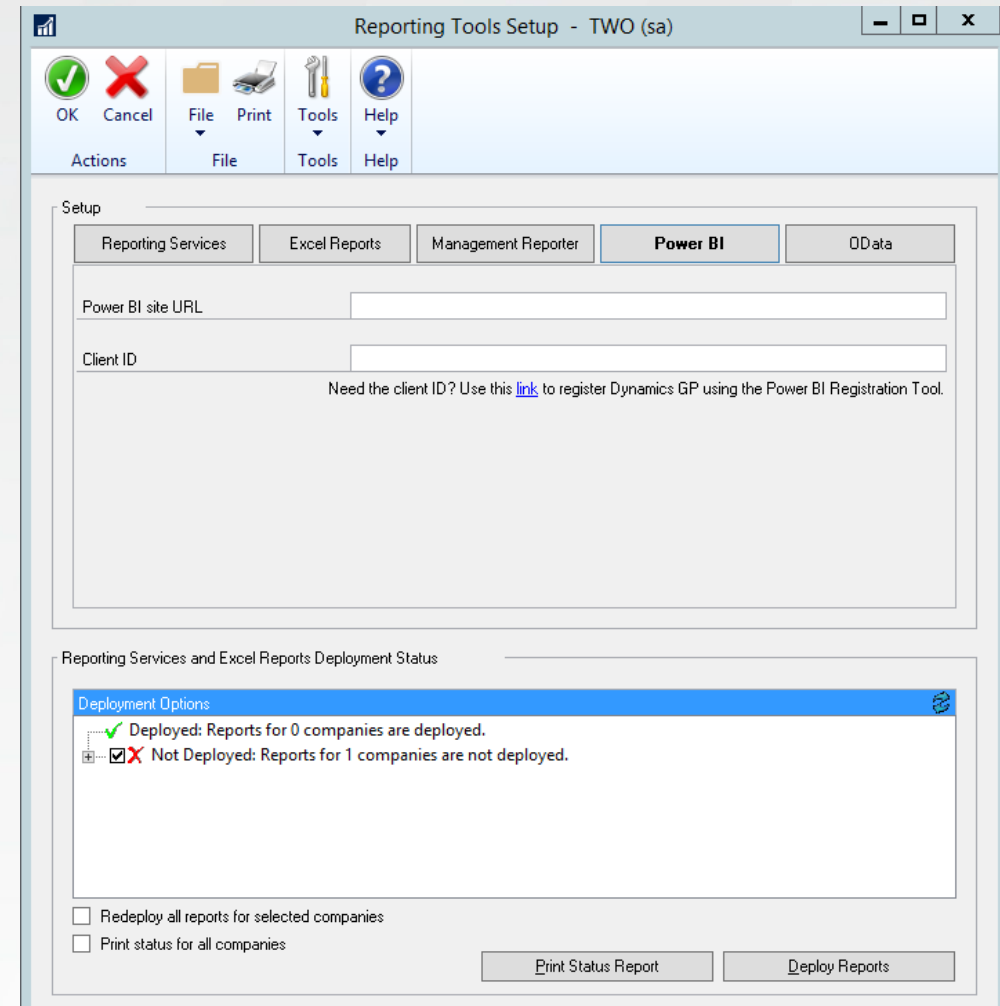 Reporting Tools Setup - TWO (sa)
OK Cancel File Print Tools Help
Actions File Tools Help
Setup
Reporting Services Excel Reports Management Reporter Power BI OData
Power BI site URL
Client ID
Need the client ID? Use this link to register Dynamics GP using the Power BI Registration Tool.
Reporting Services and Excel Reports Deployment Status
Deployment Options
Deployed: Reports for 0 companies are deployed.
Not Deployed: Reports for 1 companies are not deployed.
Redeploy all reports for selected companies
Print status for all companies
Print Status Report Deploy Reports